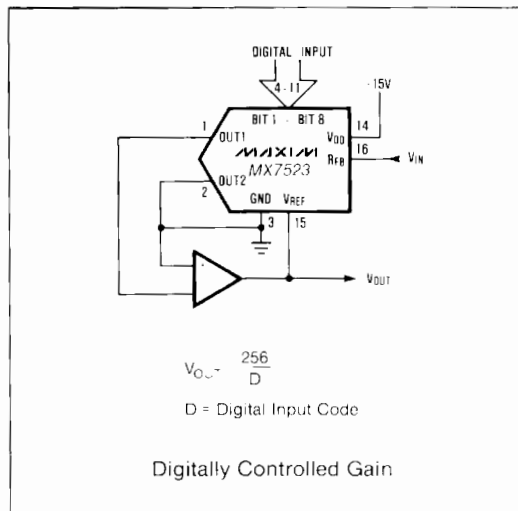 DIGITAL INPUT
4-11
15V
BIT 1 - BIT 8
1
OUT1
14
VDD
MAXIM
16
RFB
VIN
MX7523
2
OUT2
GND
VREF
3
15
VOUT
256
D
D = Digital Input Code
Digitally Controlled Gain